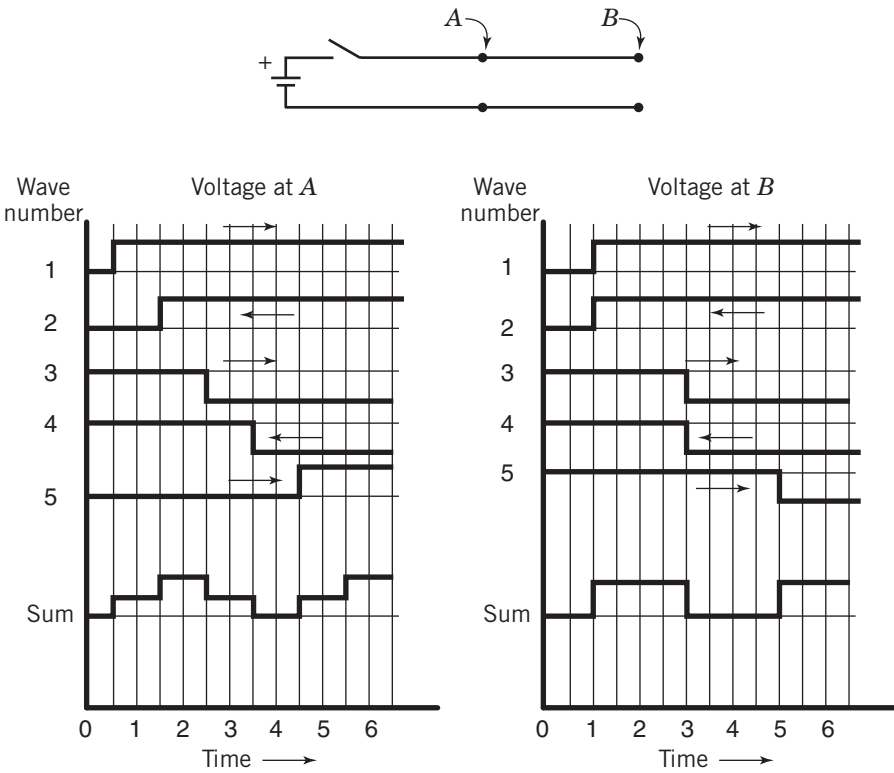 A
B
+
Wave
number
Voltage at A
1
2
3
4
5
Sum
0 1 2 3 4 5 6
Time
Wave
number
Voltage at B
1
2
3
4
5
Sum
0 1 2 3 4 5 6
Time